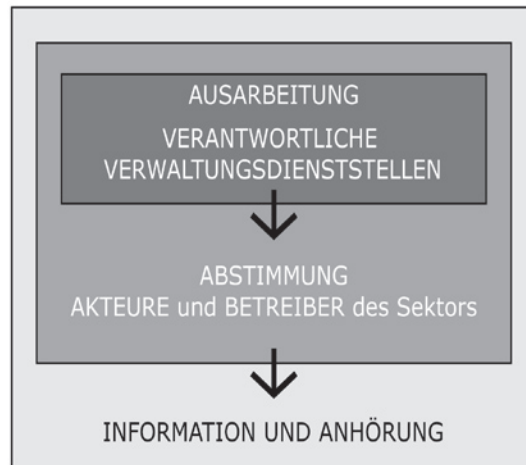 AUSARBEITUNG
VERANTWORTLICHE
VERWALTUNGSDIENSTSTELLEN
ABSTIMMUNG
AKTEURE und BETREIBER des Sektors
INFORMATION UND ANHÖRUNG